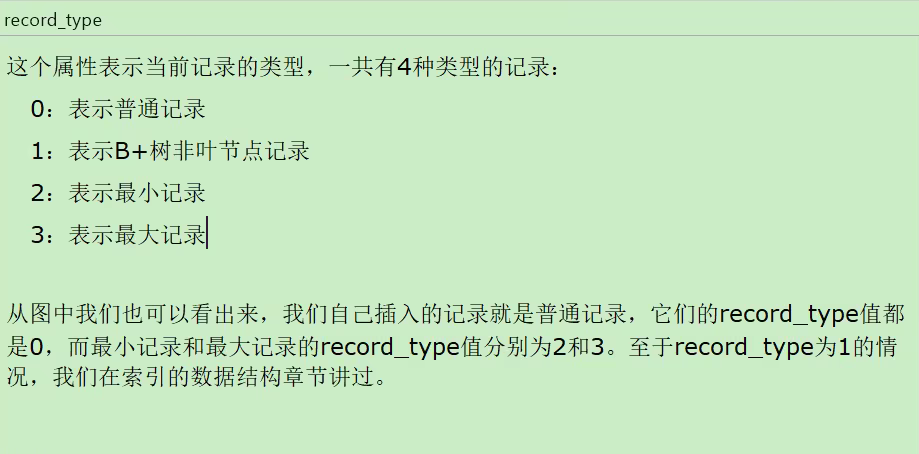 record_type
这个属性表示当前记录的类型，一共有4种类型的记录：
0：表示普通记录
1：表示B+树非叶节点记录
2：表示最小记录
3：表示最大记录
从图中我们也可以看出来，我们自己插入的记录就是普通记录，它们的record_type值都
是0，而最小记录和最大记录的record_type值分别为2和3。至于record_type为1的情
况，我们在索引的数据结构章节讲过。